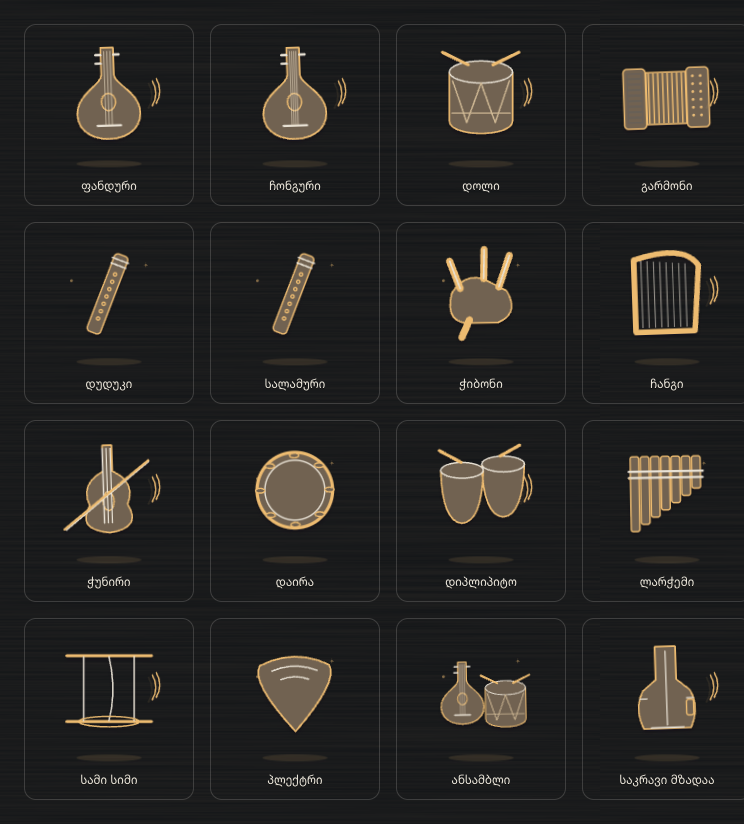 ფანდური
ჩონგური
დოლი
გარმონი
დუდუკი
სალამური
ჭიბონი
ჩანგი
ჭუნირი
დაირა
დიპლიპიტო
ლარჭემი
სამი სიმი
პლექტრი
ანსამბლი
საკრავი მზადაა